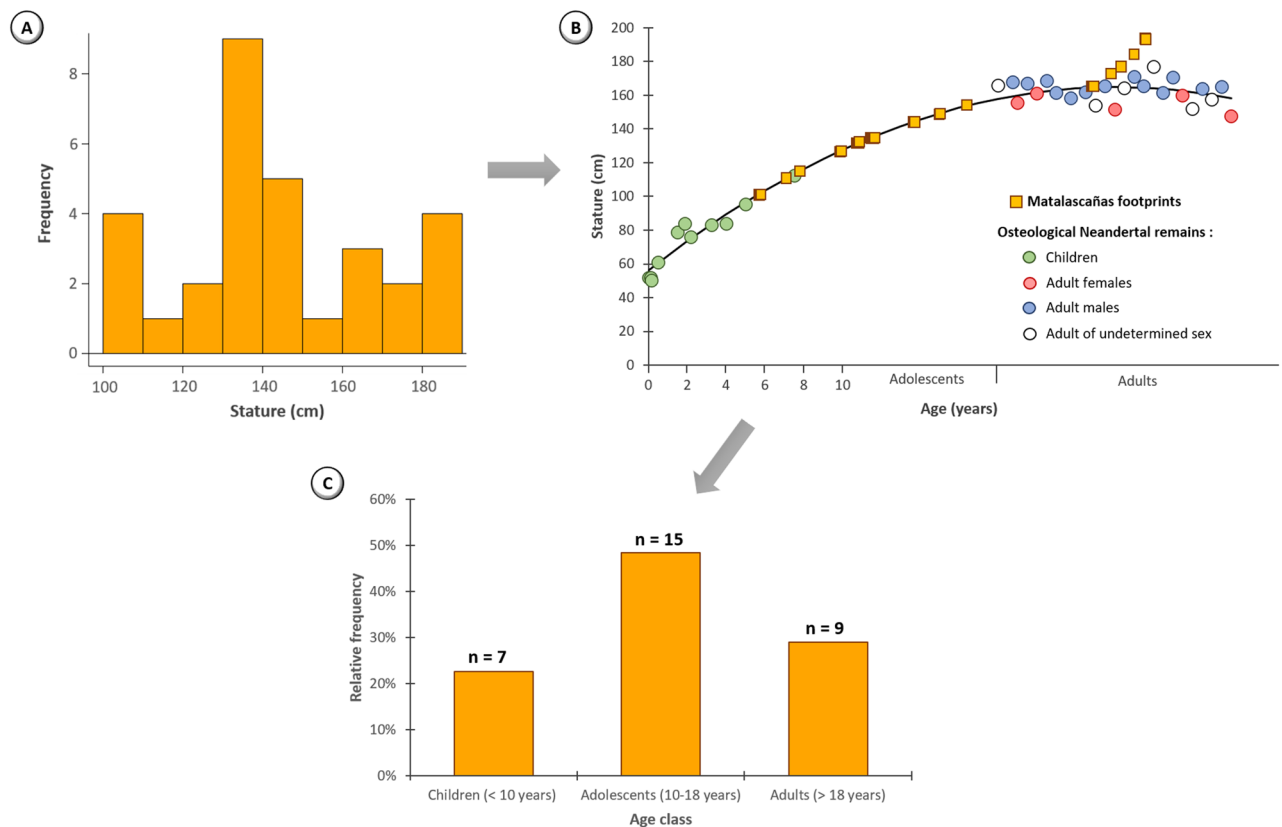 A
8
6
4
2
0
Frequency
100 120 140 160 180
Stature (cm)
B
200
180
160
140
120
100
80
60
40
20
0
Stature (cm)
Matalascañas footprints
Osteological Neandertal remains :
Children
Adult females
Adult males
Adult of undetermined sex
0 2 4 6 8 10 Adolescents Adults
Age (years)
C
60%
50%
40%
30%
20%
10%
0%
Relative frequency
n = 7
n = 15
n = 9
Children (< 10 years) Adolescents (10-18 years) Adults (> 18 years)
Age class